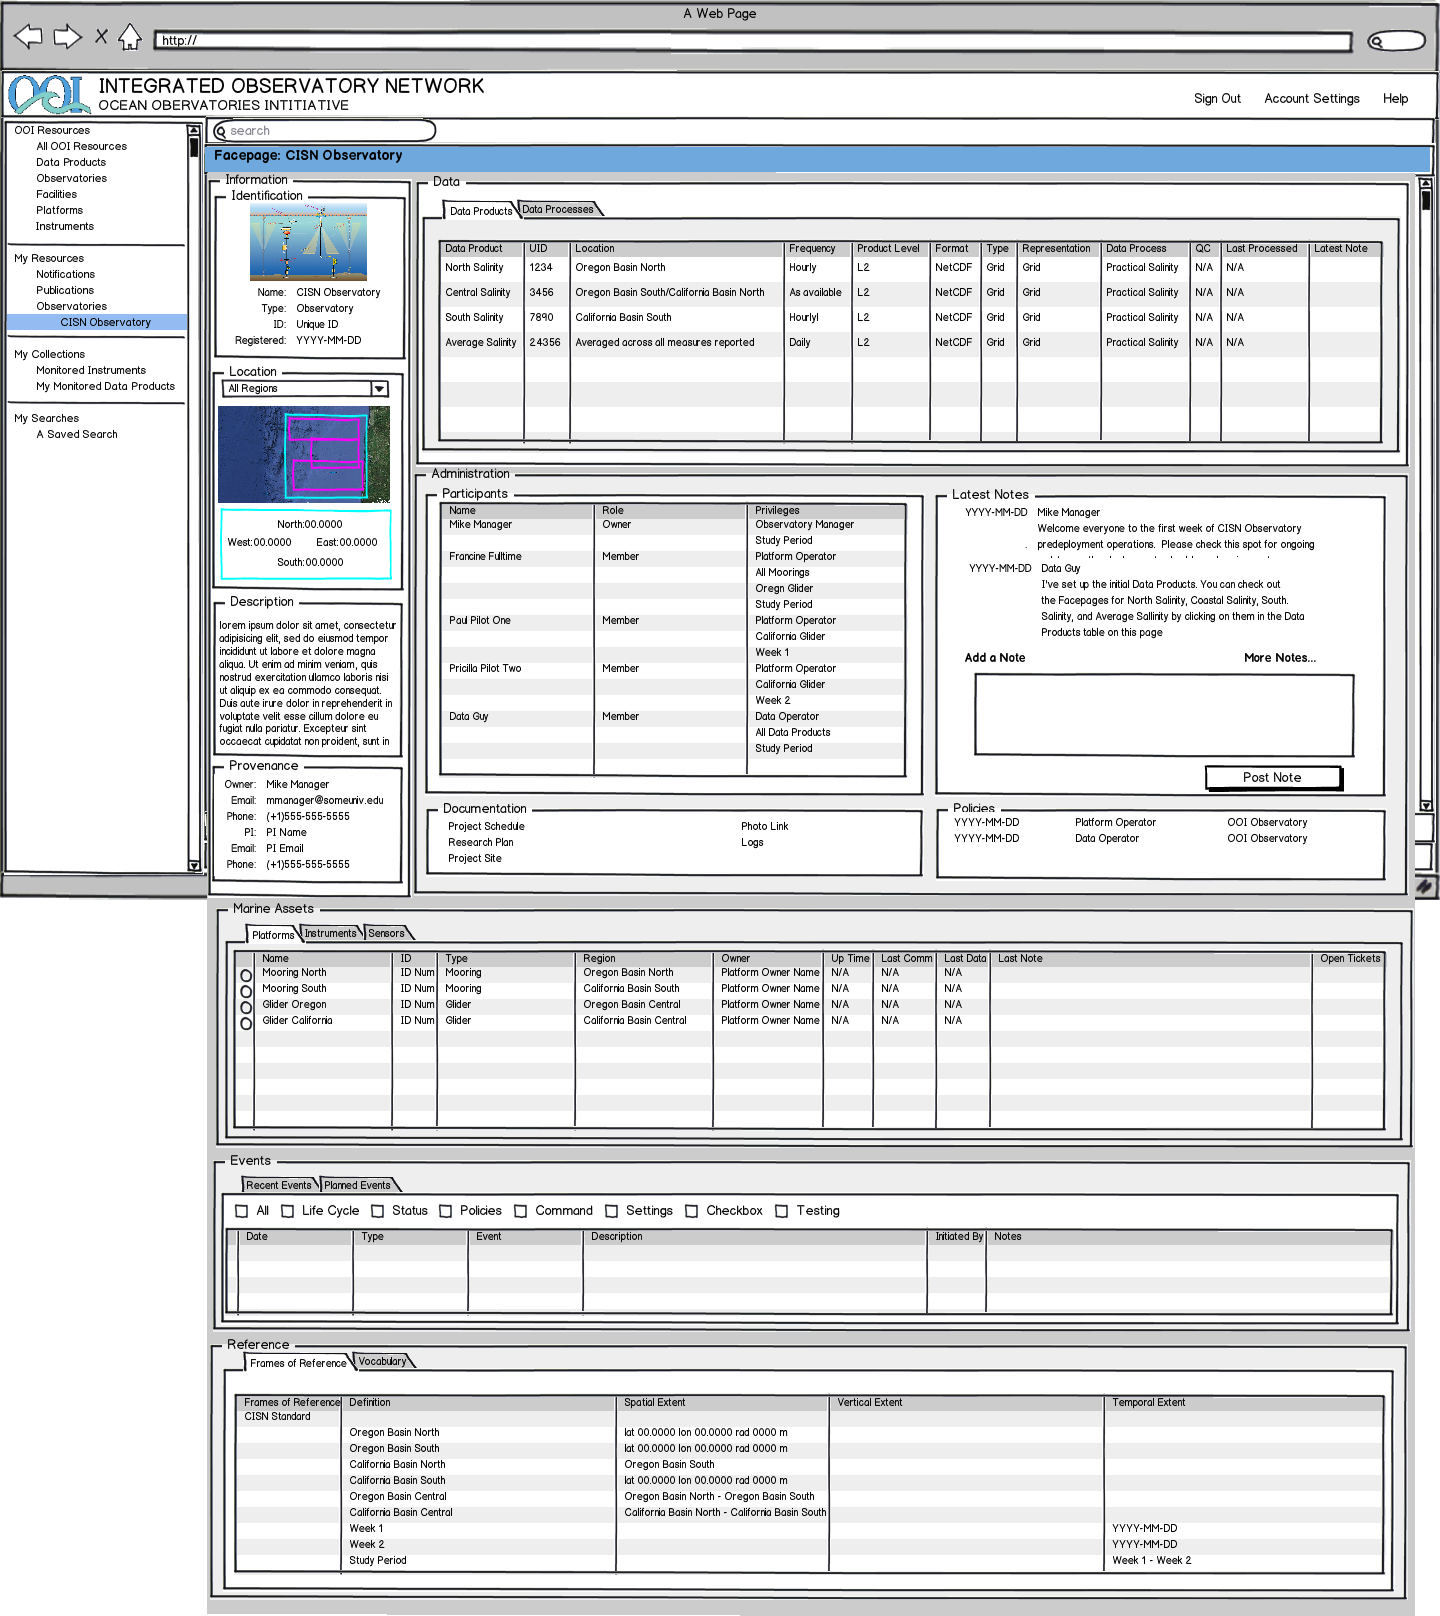 A Web Page
http://
OOI
INTEGRATED OBSERVATORY NETWORK
OCEAN OBERVATORIES INTITIATIVE
Sign Out Account Settings Help
OOI Resources
All OOI Resources
Data Products
Observatories
Facilities
Platforms
Instruments
My Resources
Notifications
Publications
Observatories
CISN Observatory
My Collections
Monitored Instruments
My Monitored Data Products
My Searches
A Saved Search
search
Facepage: CISN Observatory
Information
Identification
Name: CISN Observatory
Type: Observatory
ID: Unique ID
Registered: YYYY-MM-DD
Location
All Regions
North:00.0000
West:00.0000 East:00.0000
South:00.0000
Description
lorem ipsum dolor sit amet, consectetur
adipisicing elit, sed do eiusmod tempor
incididunt ut labore et dolore magna
aliqua. Ut enim ad minim veniam, quis
nostrud exercitation ullamco laboris nisi
ut aliquip ex ea commodo consequat.
Duis aute irure dolor in reprehenderit in
voluptate velit esse cillum dolore eu
fugiat nulla pariatur. Excepteur sint
occaecat cupidatat non proident, sunt in
Provenance
Owner: Mike Manager
Email: mmanager@someuniv.edu
Phone: (+1)555-555-5555
PI: PI Name
Email: PI Email
Phone: (+1)555-555-5555
Data
Data Products Data Processes
Data Product UID Location Frequency Product Level Format Type Representation Data Process QC Last Processed Latest Note
North Salinity 1234 Oregon Basin North Hourly L2 NetCDF Grid Grid Practical Salinity N/A N/A
Central Salinity 3456 Oregon Basin South/California Basin North As available L2 NetCDF Grid Grid Practical Salinity N/A N/A
South Salinity 7890 California Basin South Hourlyl L2 NetCDF Grid Grid Practical Salinity N/A N/A
Average Salinity 24356 Averaged across all measures reported Daily L2 NetCDF Grid Grid Practical Salinity N/A N/A
Administration
Participants
Name Role Privileges
Mike Manager Owner Observatory Manager
Study Period
Francine Fulltime Member Platform Operator
All Moorings
Oregn Glider
Study Period
Paul Pilot One Member Platform Operator
California Glider
Week 1
Pricilla Pilot Two Member Platform Operator
California Glider
Week 2
Data Guy Member Data Operator
All Data Products
Study Period
Latest Notes
YYYY-MM-DD Mike Manager
Welcome everyone to the first week of CISN Observatory
. predeployment operations. Please check this spot for ongoing
YYYY-MM-DD Data Guy
I've set up the initial Data Products. You can check out
the Facepages for North Salinity, Coastal Salinity, South.
Salinity, and Average Sallinity by clicking on them in the Data
Products table on this page
Add a Note More Notes...
Post Note
Documentation
Project Schedule Photo Link
Research Plan Logs
Project Site
Policies
YYYY-MM-DD Platform Operator OOI Observatory
YYYY-MM-DD Data Operator OOI Observatory
Marine Assets
Platforms Instruments Sensors
Name ID Type Region Owner Up Time Last Comm Last Data Last Note Open Tickets
Mooring North ID Num Mooring Oregon Basin North Platform Owner Name N/A N/A N/A
Mooring South ID Num Mooring California Basin South Platform Owner Name N/A N/A N/A
Glider Oregon ID Num Glider Oregon Basin Central Platform Owner Name N/A N/A N/A
Glider California ID Num Glider California Basin Central Platform Owner Name N/A N/A N/A
Events
Recent Events Planned Events
All Life Cycle Status Policies Command Settings Checkbox Testing
Date Type Event Description Initiated By Notes
Reference
Frames of Reference Vocabulary
Frames of Reference Definition Spatial Extent Vertical Extent Temporal Extent
CISN Standard
Oregon Basin North lat 00.0000 lon 00.0000 rad 0000 m
Oregon Basin South lat 00.0000 lon 00.0000 rad 0000 m
California Basin North Oregon Basin South
California Basin South lat 00.0000 lon 00.0000 rad 0000 m
Oregon Basin Central Oregon Basin North - Oregon Basin South
California Basin Central California Basin North - California Basin South
Week 1 YYYY-MM-DD
Week 2 YYYY-MM-DD
Study Period Week 1 - Week 2